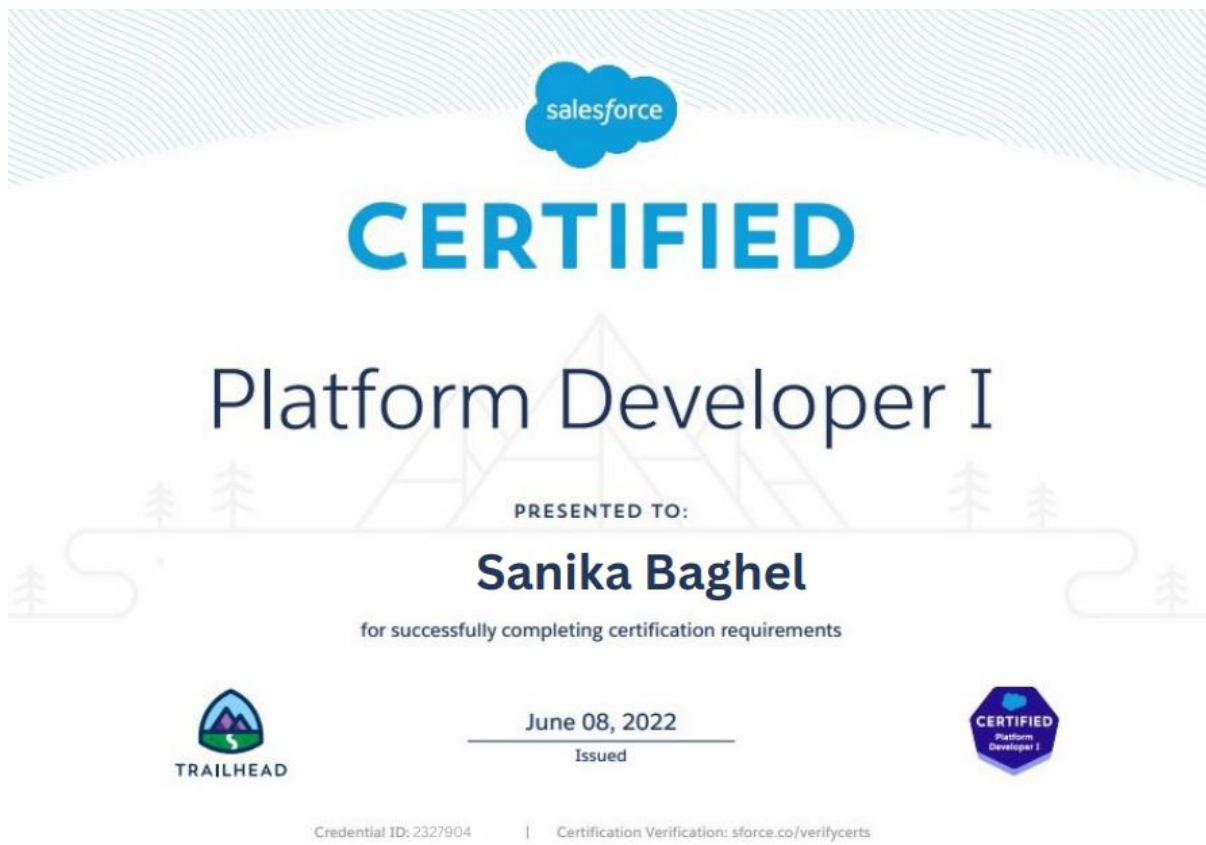 salesforce
CERTIFIED
Platform Developer I
PRESENTED TO:
Sanika Baghel
for successfully completing certification requirements
June 08, 2022
Issued
TRAILHEAD
CERTIFIED
Platform
Developer I
Credential ID: 2327904 | Certification Verification: sforce.co/verifycerts